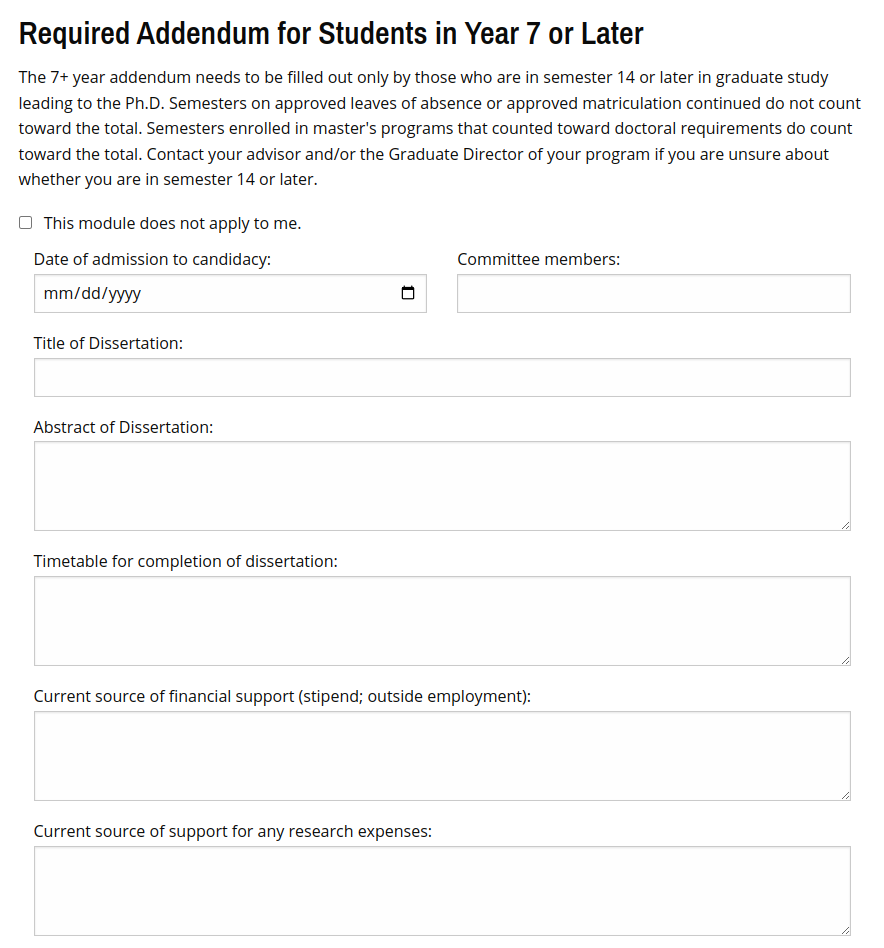 Required Addendum for Students in Year 7 or Later
The 7+ year addendum needs to be filled out only by those who are in semester 14 or later in graduate study
leading to the Ph.D. Semesters on approved leaves of absence or approved matriculation continued do not count
toward the total. Semesters enrolled in master's programs that counted toward doctoral requirements do count
toward the total. Contact your advisor and/or the Graduate Director of your program if you are unsure about
whether you are in semester 14 or later.
This module does not apply to me.
Date of admission to candidacy:
Committee members:
mm/dd/yyyy
Title of Dissertation:
Abstract of Dissertation:
Timetable for completion of dissertation:
Current source of financial support (stipend; outside employment):
Current source of support for any research expenses: